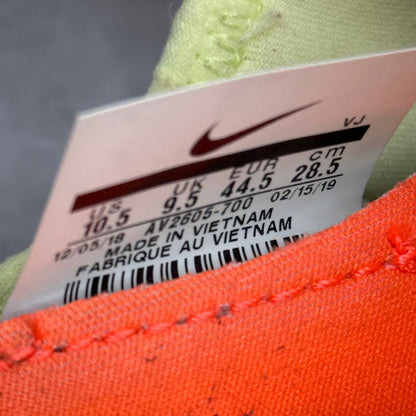 VJ
US UK EUR cm
10.5 9.5 44.5 28.5
12/05/18 AV2605-700 02/15/19
MADE IN VIETNAM
FABRIQUE AU VIETNAM